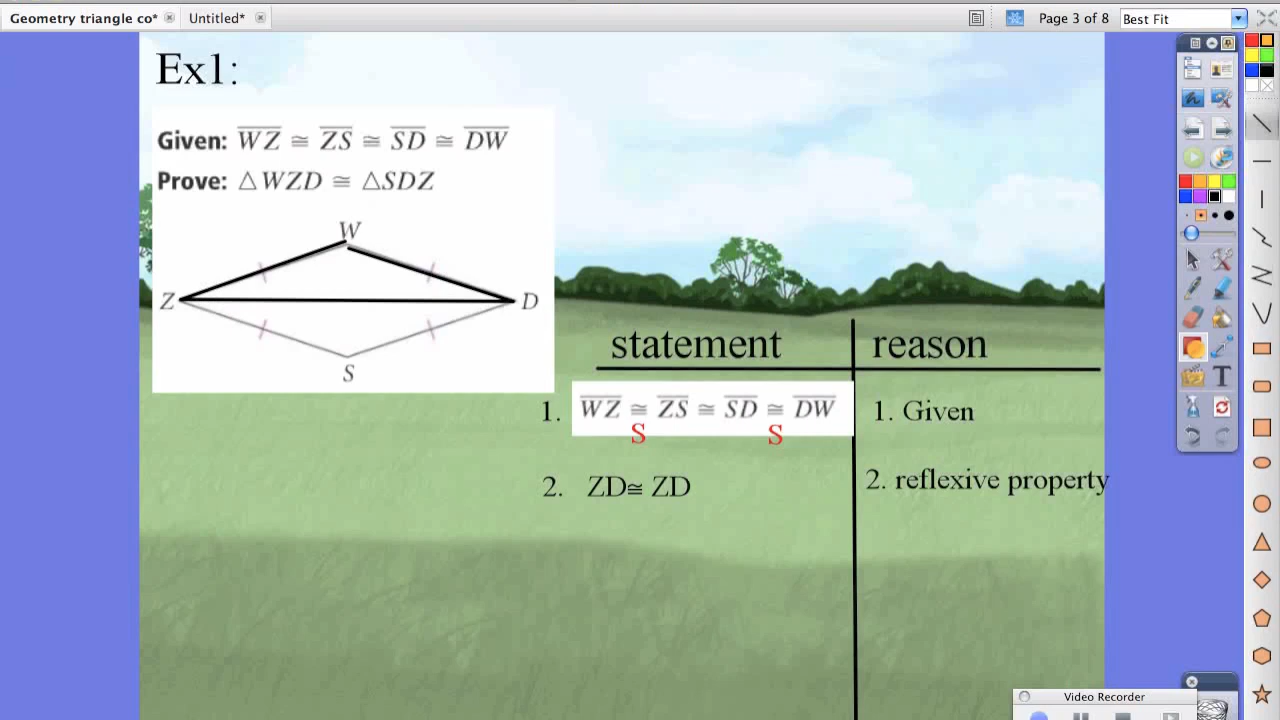 Geometry triangle co* Untitled* Page 3 of 8 Best Fit
Ex1:
Given: WZ ≅ ZS ≅ SD ≅ DW
Prove: △WZD ≅ △SDZ
W
Z D
S
statement reason
1. WZ ≅ ZS ≅ SD ≅ DW 1. Given
S S
2. ZD≅ ZD 2. reflexive property
T
Video Recorder